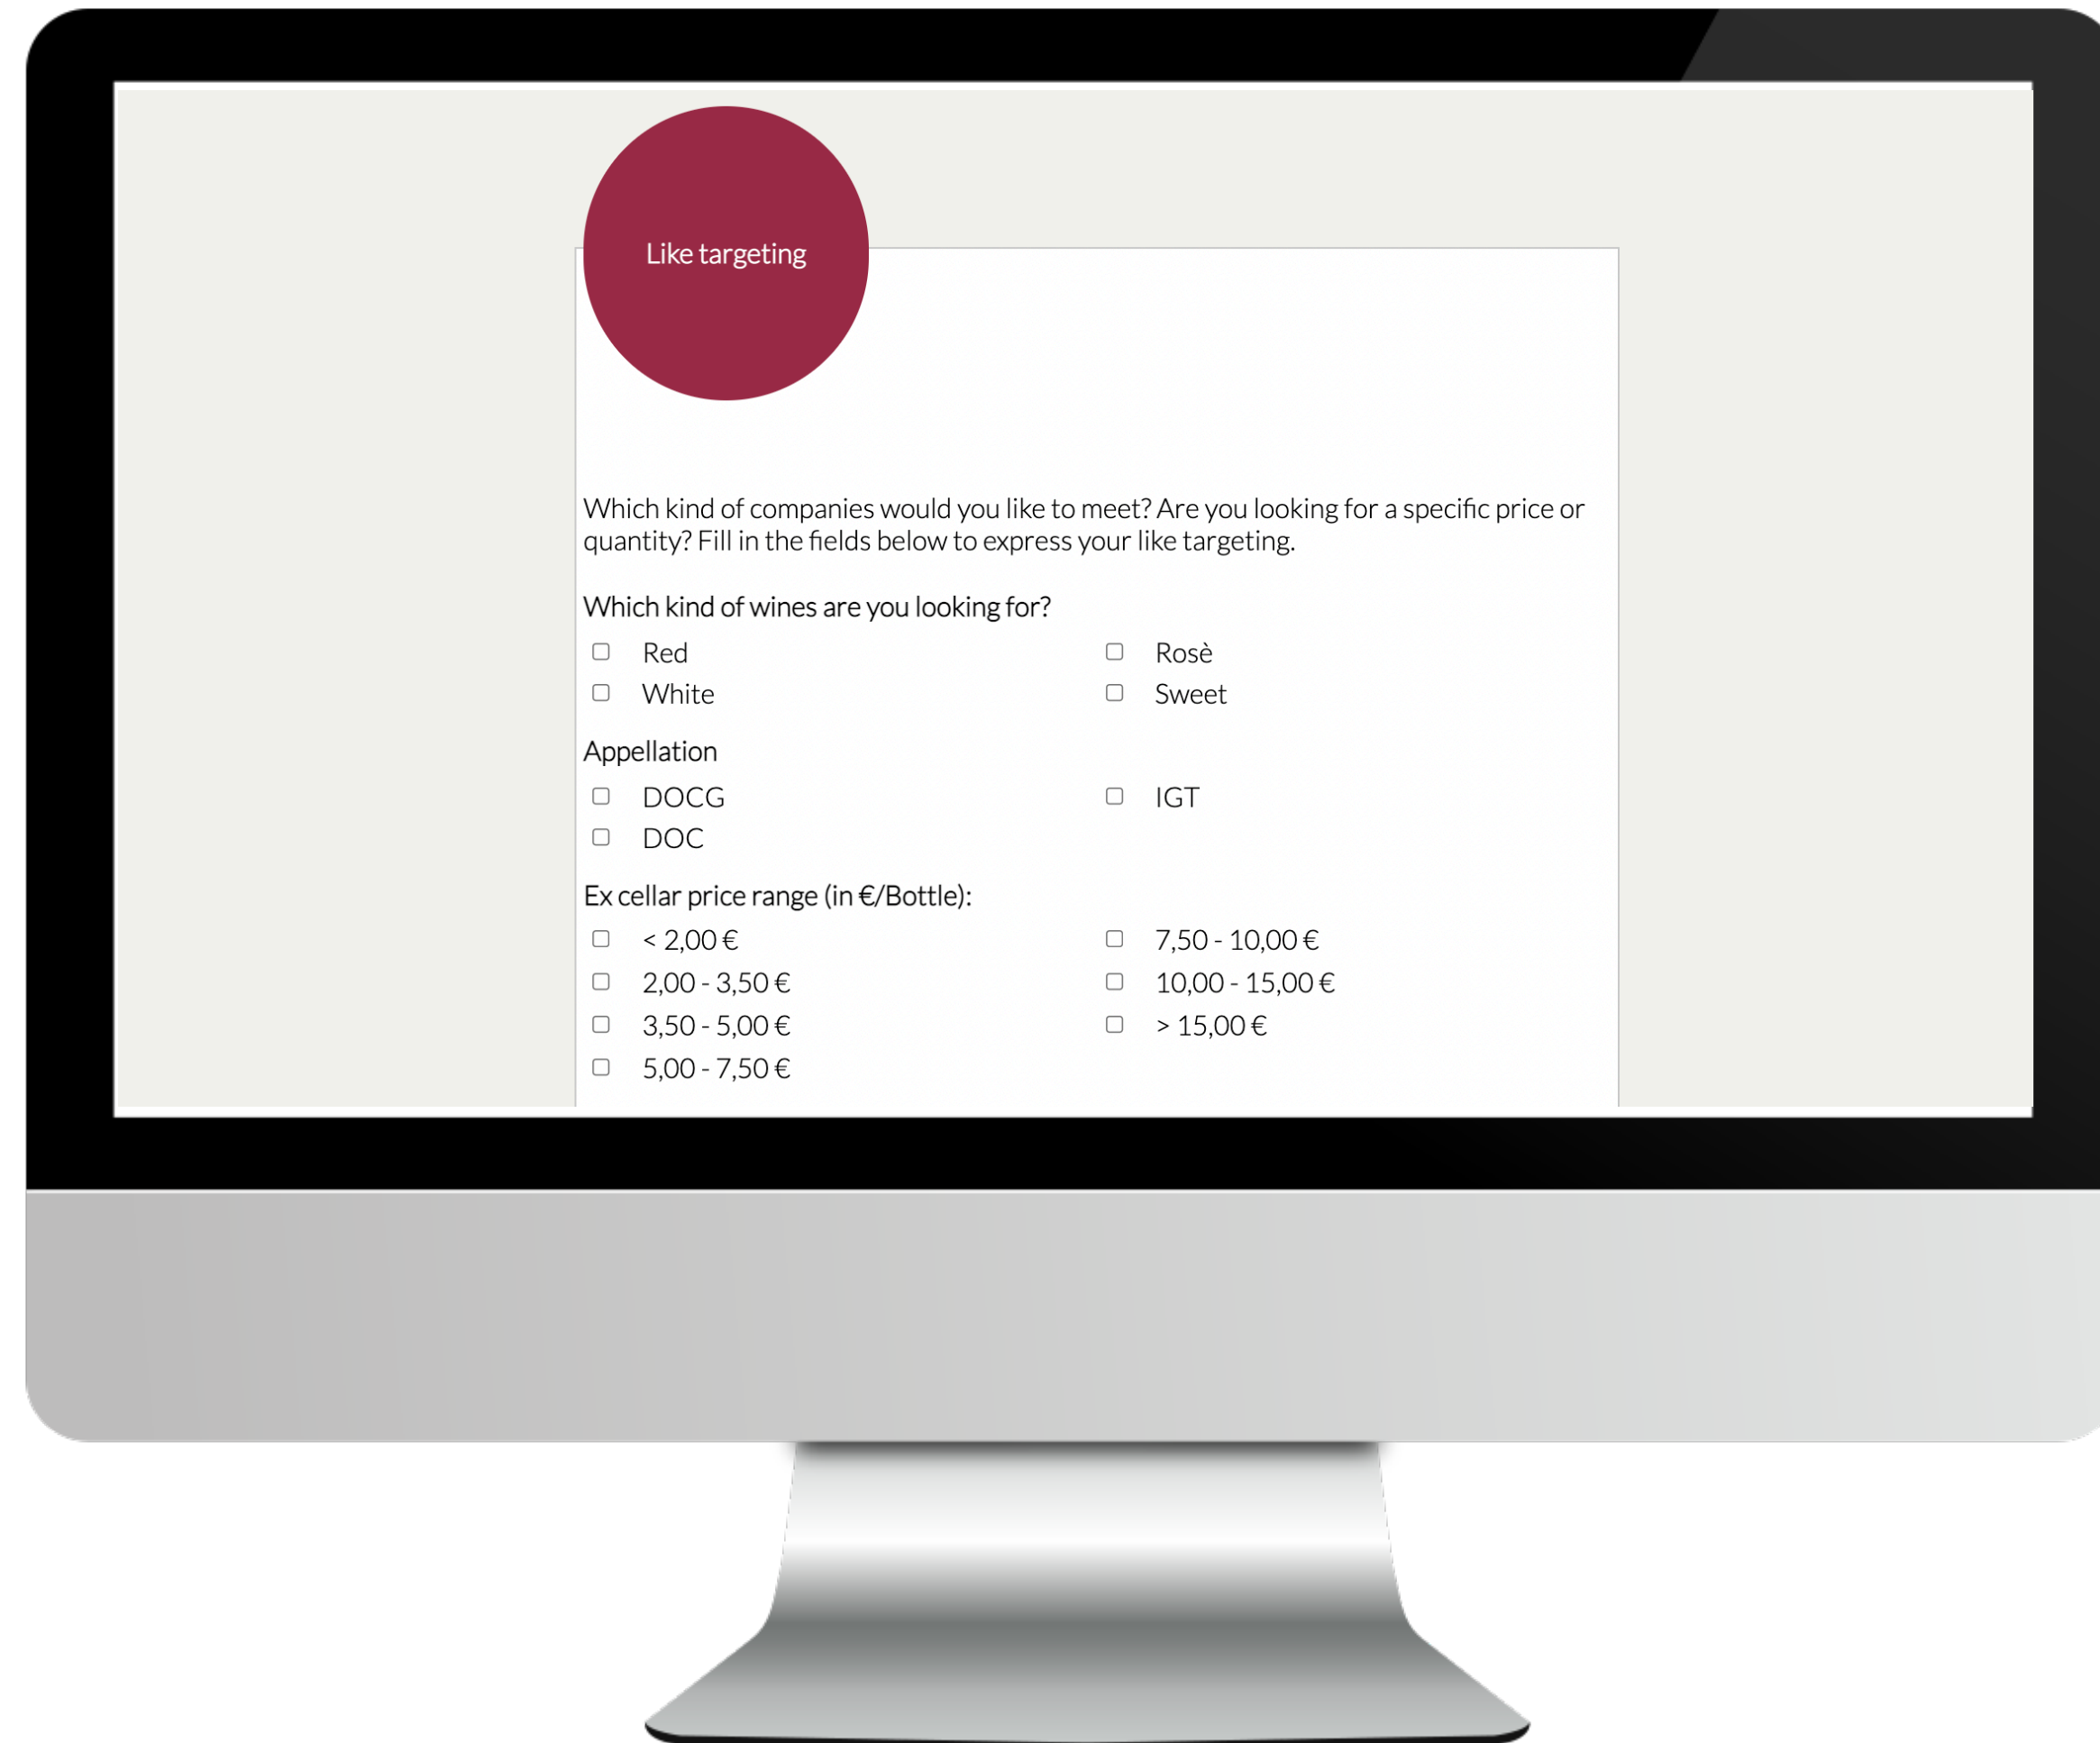 Like targeting
Which kind of companies would you like to meet? Are you looking for a specific price or
quantity? Fill in the fields below to express your like targeting.
Which kind of wines are you looking for?
Red
Rosè
White
Sweet
Appellation
DOCG
IGT
DOC
Ex cellar price range (in €/Bottle):
< 2,00 €
7,50 - 10,00 €
2,00 - 3,50 €
10,00 - 15,00 €
3,50 - 5,00 €
> 15,00 €
5,00 - 7,50 €